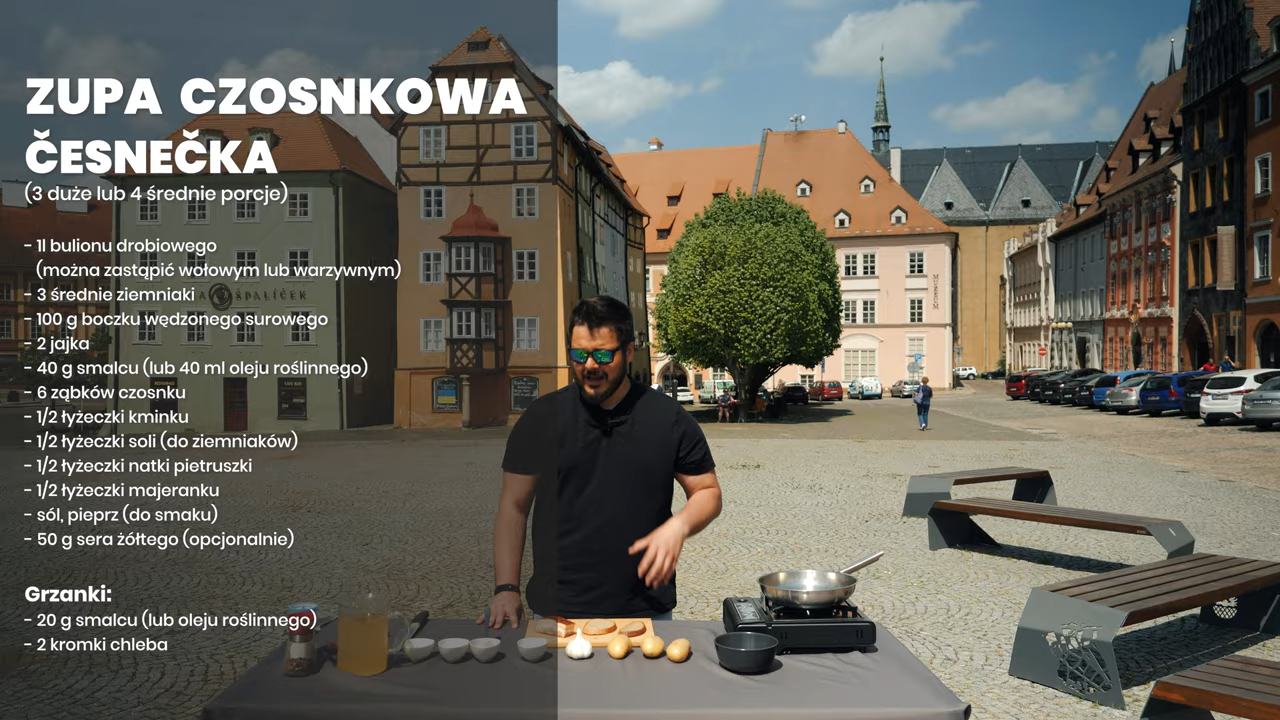 ZUPA CZOSNKOWA
ČESNEČKA
(3 duże lub 4 średnie porcje)
- 1l bulionu drobiowego
(można zastąpić wołowym lub warzywnym)
- 3 średnie ziemniaki
- 100 g boczku wędzonego surowego
- 2 jajka
- 40 g smalcu (lub 40 ml oleju roślinnego)
- 6 ząbków czosnku
- 1/2 łyżeczki kminku
- 1/2 łyżeczki soli (do ziemniaków)
- 1/2 łyżeczki natki pietruszki
- 1/2 łyżeczki majeranku
- sól, pieprz (do smaku)
- 50 g sera żółtego (opcjonalnie)
Grzanki:
- 20 g smalcu (lub oleju roślinnego)
- 2 kromki chleba
ŠPALÍČEK
MUSEUM